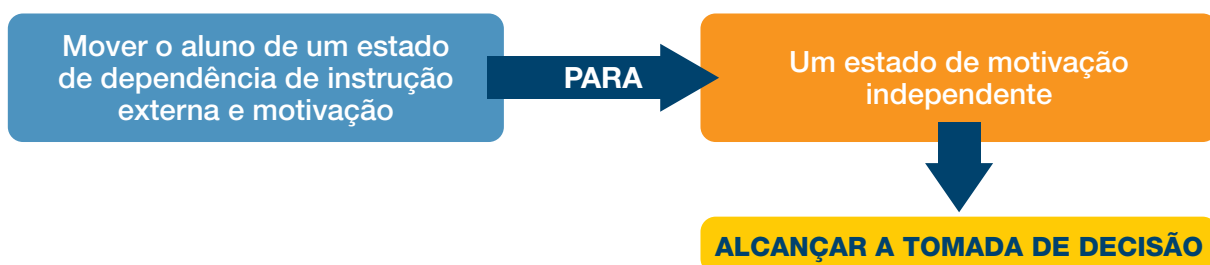 Mover o aluno de um estado
de dependência de instrução
externa e motivação
PARA
Um estado de motivação
independente
ALCANÇAR A TOMADA DE DECISÃO